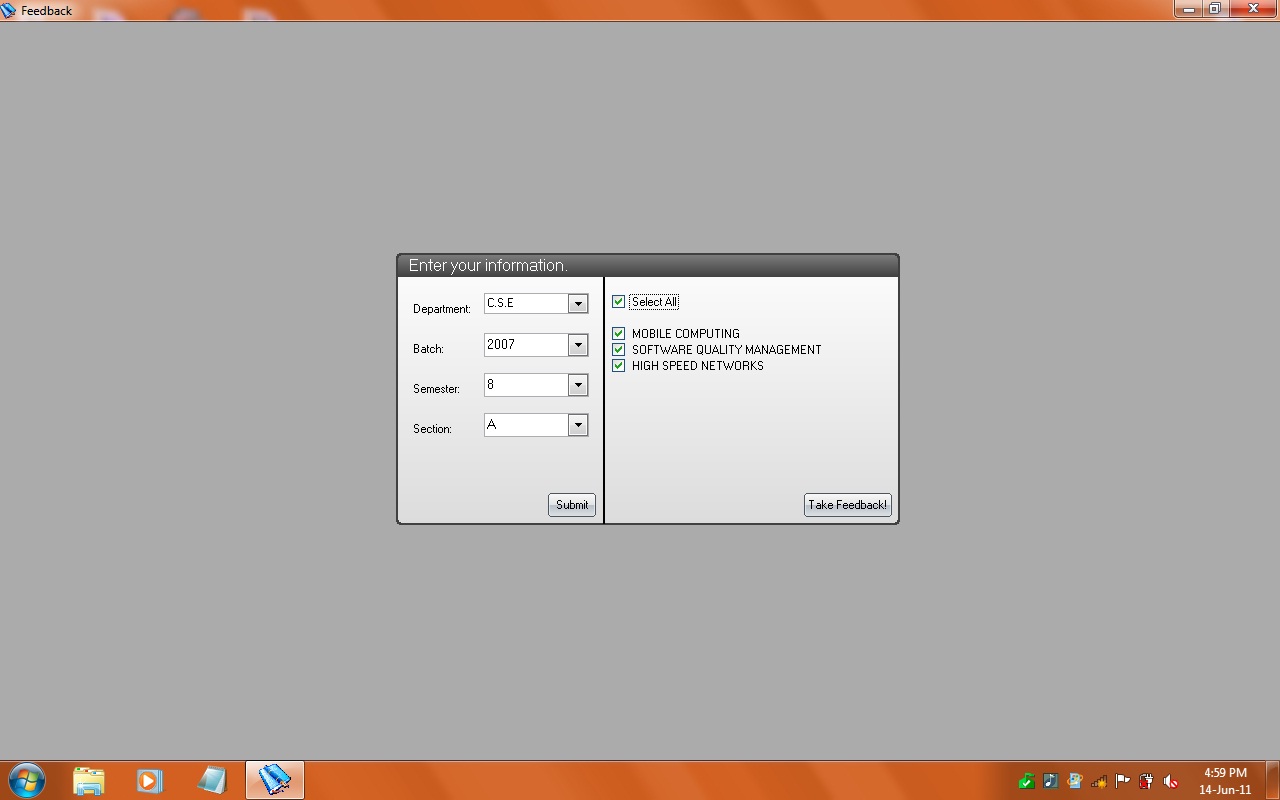 Feedback
Enter your information.
Department: C.S.E
Batch: 2007
Semester: 8
Section: A
Submit
Select All
MOBILE COMPUTING
SOFTWARE QUALITY MANAGEMENT
HIGH SPEED NETWORKS
Take Feedback!
4:59 PM
14-Jun-11